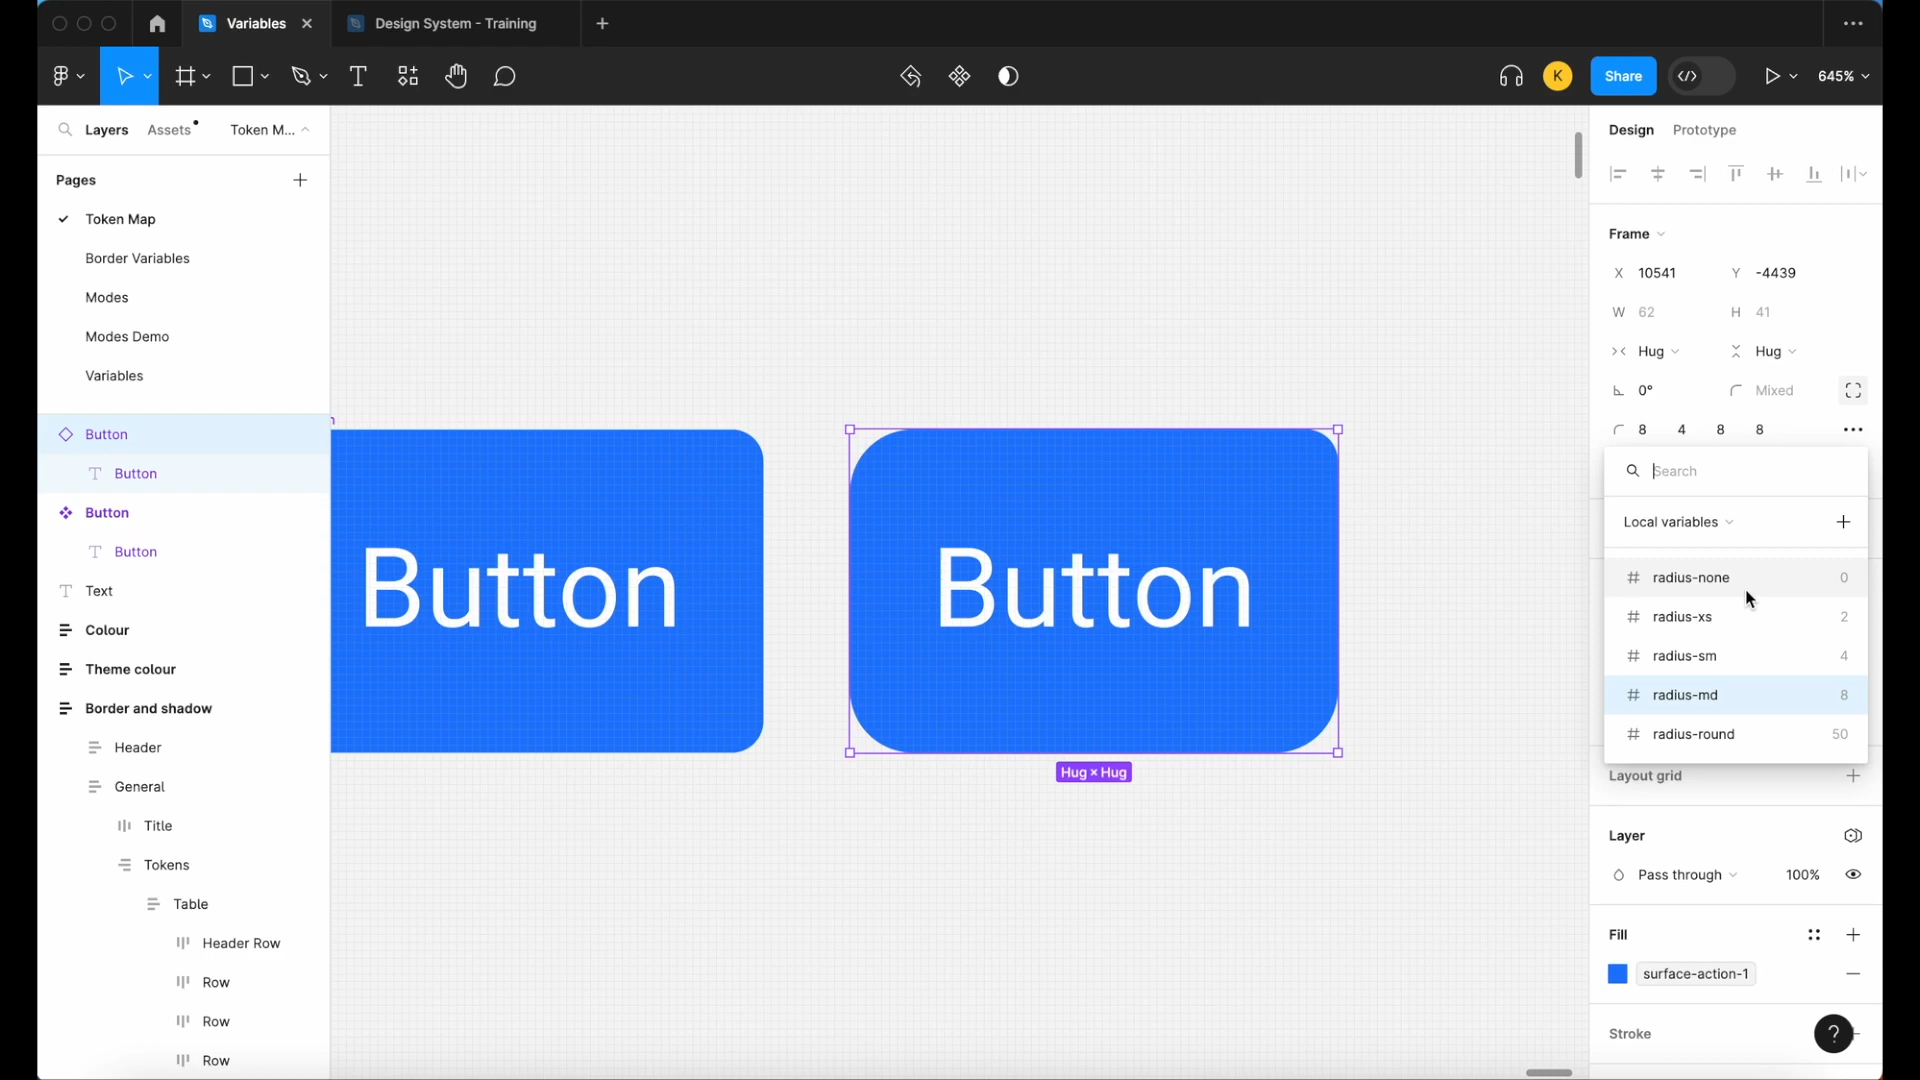 Variables
Design System - Training
K
Share
645%
Layers
Assets
Token M...
Pages
Token Map
Border Variables
Modes
Modes Demo
Variables
Button
Button
Button
Button
Text
Colour
Theme colour
Border and shadow
Header
General
Title
Tokens
Table
Header Row
Row
Row
Row
Button
Button
Hug × Hug
Design
Prototype
Frame
X 10541
Y -4439
W 62
H 41
Hug
Hug
0°
Mixed
8 4 8 8
Search
Local variables
radius-none 0
radius-xs 2
radius-sm 4
radius-md 8
radius-round 50
Layout grid
Layer
Pass through
100%
Fill
surface-action-1
Stroke
?